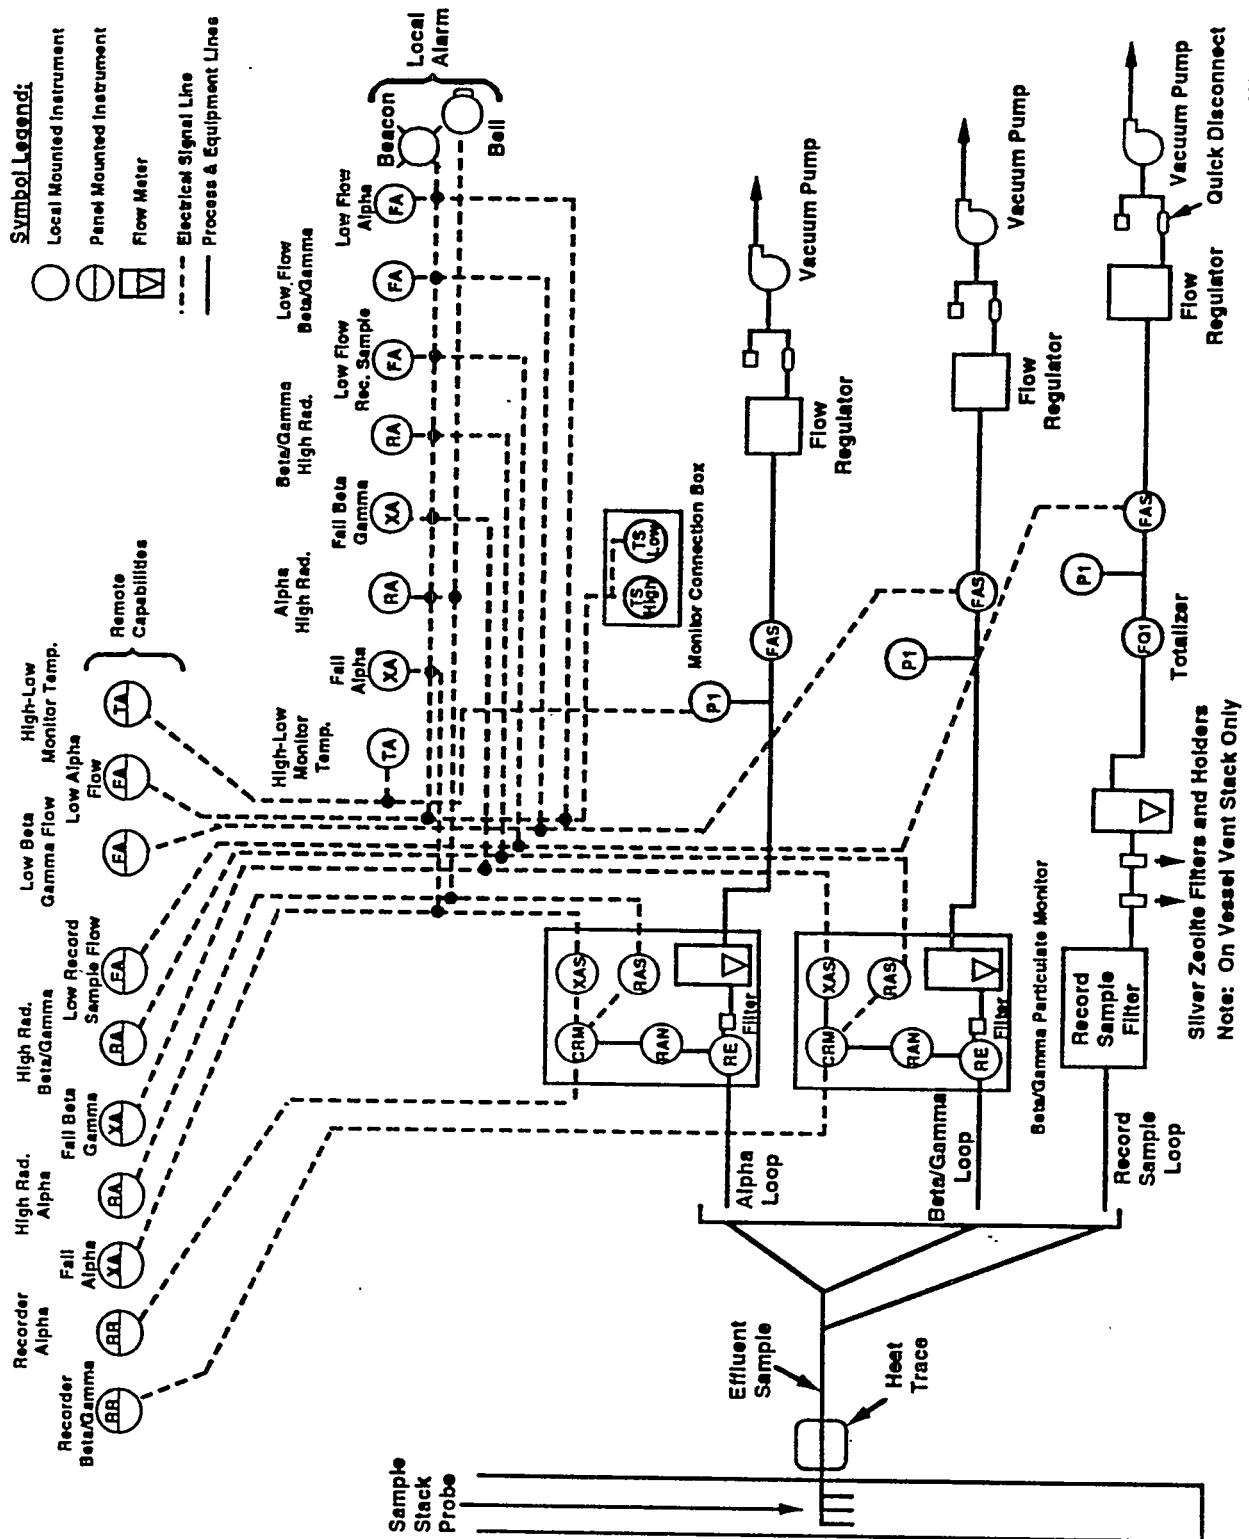 Symbol Legend:
Local Mounted Instrument
Panel Mounted Instrument
Flow Meter
Electrical Signal Line
Process & Equipment Lines
Recorder
Beta/Gamma
RR
Recorder
Alpha
RR
Fail
Alpha
XA
High Rad.
Alpha
RA
Fail Beta
Gamma
XA
High Rad.
Beta/Gamma
RA
Low Record
Sample Flow
FA
Low Beta
Gamma Flow
FA
Low Alpha
Flow
FA
High-Low
Monitor Temp.
TA
Remote
Capabilities
High-Low
Monitor
Temp.
TA
Fail
Alpha
XA
Alpha
High Rad.
RA
Fail Beta
Gamma
XA
Beta/Gamma
High Rad.
RA
Low Flow
Rec. Sample
FA
Low Flow
Beta/Gamma
FA
Low Flow
Alpha
FA
Beacon
Bell
Local
Alarm
TS
High
TS
Low
Monitor Connection Box
Sample
Stack
Probe
Effluent
Sample
Heat
Trace
Alpha
Loop
CRM
XAS
RAN
RAS
RE
Filter
P1
FAS
Flow
Regulator
Vacuum Pump
Beta/Gamma
Loop
CRM
XAS
RAN
RAS
RE
Filter
Beta/Gamma Particulate Monitor
P1
FAS
Flow
Regulator
Vacuum Pump
Record
Sample
Loop
Record
Sample
Filter
Silver Zeolite Filters and Holders
Note: On Vessel Vent Stack Only
FQ1
Totalizer
P1
FAS
Flow
Regulator
Vacuum Pump
Quick Disconnect